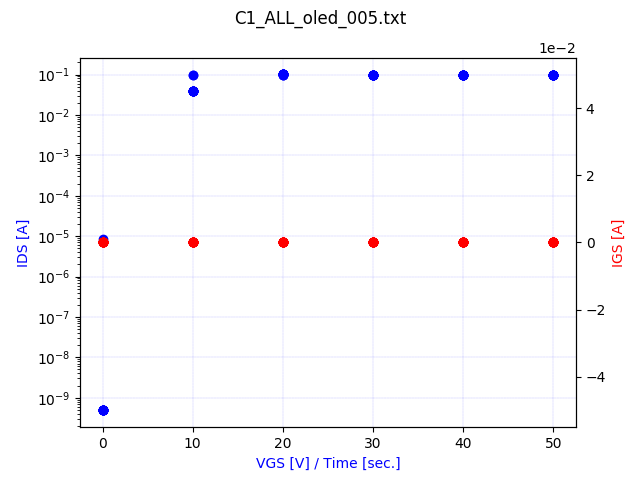 C1_ALL_oled_005.txt
1e−2
10⁻¹
10⁻²
10⁻³
10⁻⁴
10⁻⁵
10⁻⁶
10⁻⁷
10⁻⁸
10⁻⁹
IDS [A]
4
2
0
−2
−4
IGS [A]
0 10 20 30 40 50
VGS [V] / Time [sec.]